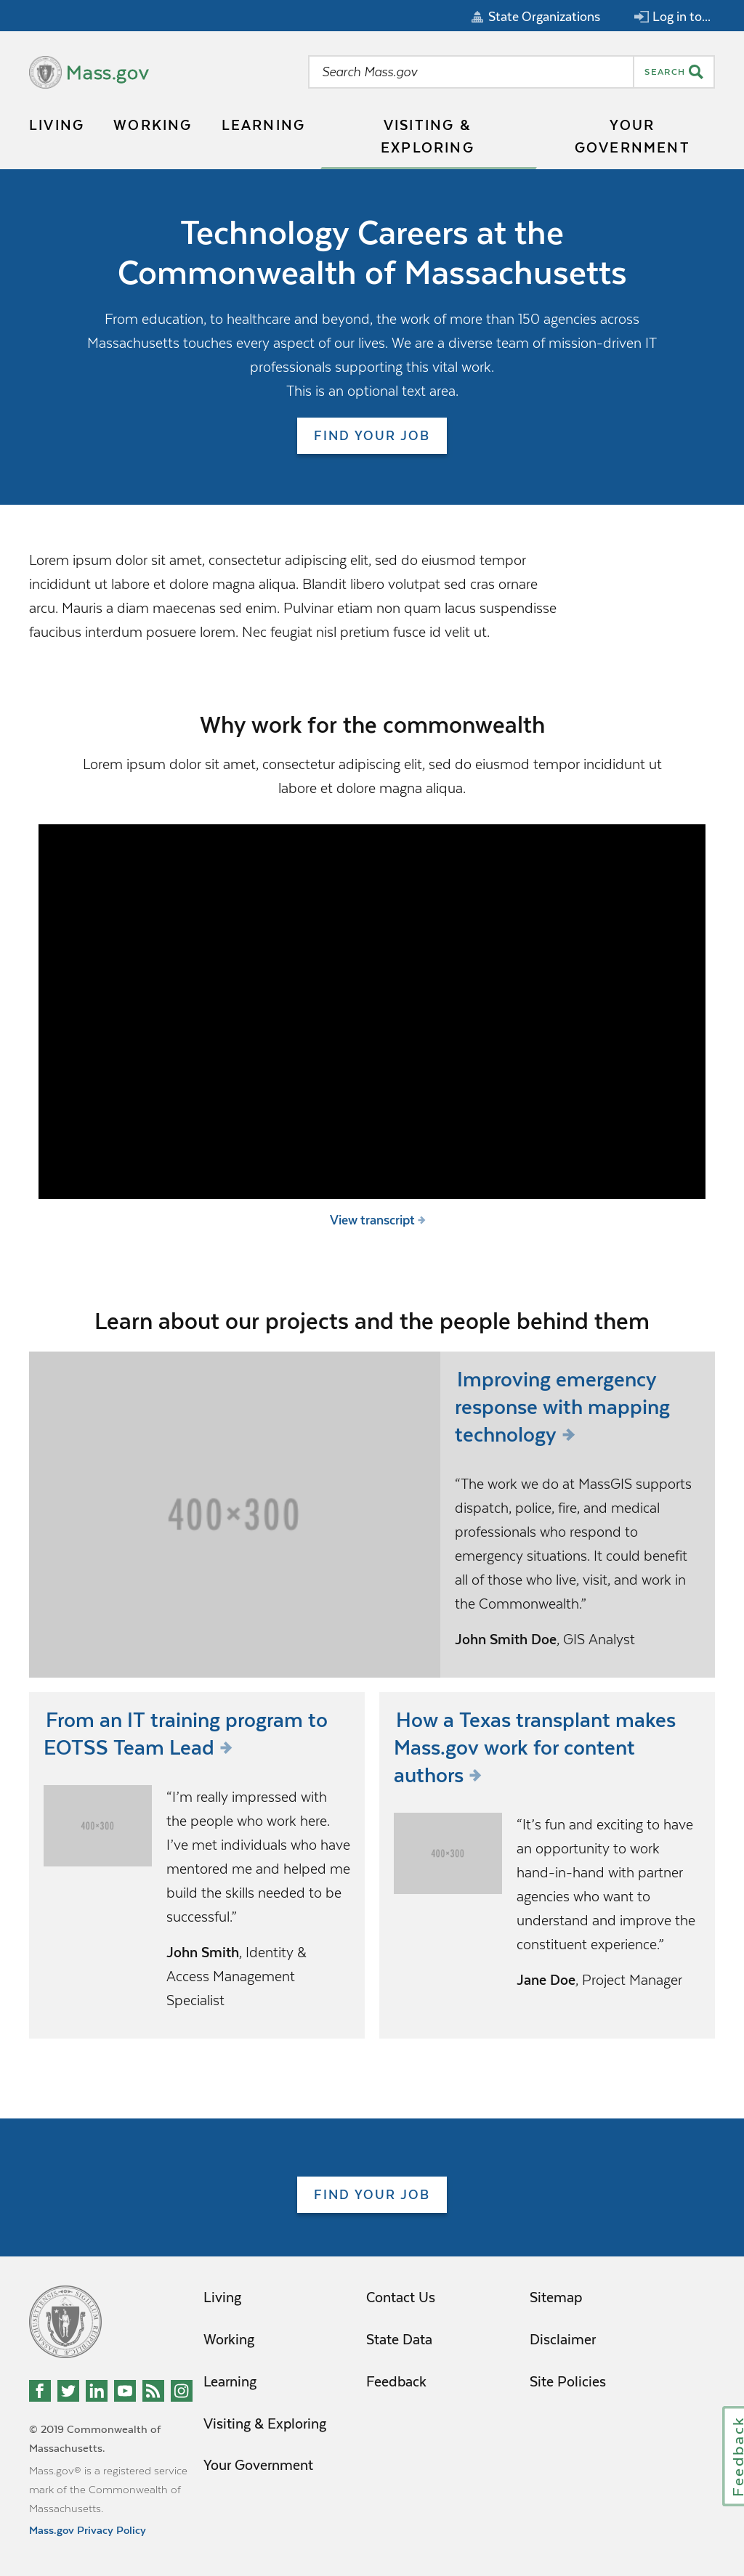 State Organizations
Log in to...
Mass.gov
Search Mass.gov
SEARCH
LIVING
WORKING
LEARNING
VISITING &
EXPLORING
YOUR
GOVERNMENT
Technology Careers at the
Commonwealth of Massachusetts
From education, to healthcare and beyond, the work of more than 150 agencies across
Massachusetts touches every aspect of our lives. We are a diverse team of mission-driven IT
professionals supporting this vital work.
This is an optional text area.
FIND YOUR JOB
Lorem ipsum dolor sit amet, consectetur adipiscing elit, sed do eiusmod tempor
incididunt ut labore et dolore magna aliqua. Blandit libero volutpat sed cras ornare
arcu. Mauris a diam maecenas sed enim. Pulvinar etiam non quam lacus suspendisse
faucibus interdum posuere lorem. Nec feugiat nisl pretium fusce id velit ut.
Why work for the commonwealth
Lorem ipsum dolor sit amet, consectetur adipiscing elit, sed do eiusmod tempor incididunt ut
labore et dolore magna aliqua.
View transcript
Learn about our projects and the people behind them
400×300
Improving emergency
response with mapping
technology
“The work we do at MassGIS supports
dispatch, police, fire, and medical
professionals who respond to
emergency situations. It could benefit
all of those who live, visit, and work in
the Commonwealth.”
John Smith Doe, GIS Analyst
From an IT training program to
EOTSS Team Lead
400×300
“I’m really impressed with
the people who work here.
I’ve met individuals who have
mentored me and helped me
build the skills needed to be
successful.”
John Smith, Identity &
Access Management
Specialist
How a Texas transplant makes
Mass.gov work for content
authors
400×300
“It’s fun and exciting to have
an opportunity to work
hand-in-hand with partner
agencies who want to
understand and improve the
constituent experience.”
Jane Doe, Project Manager
FIND YOUR JOB
Living
Working
Learning
Visiting & Exploring
Your Government
Contact Us
State Data
Feedback
Sitemap
Disclaimer
Site Policies
© 2019 Commonwealth of
Massachusetts.
Mass.gov® is a registered service
mark of the Commonwealth of
Massachusetts.
Mass.gov Privacy Policy
Feedback